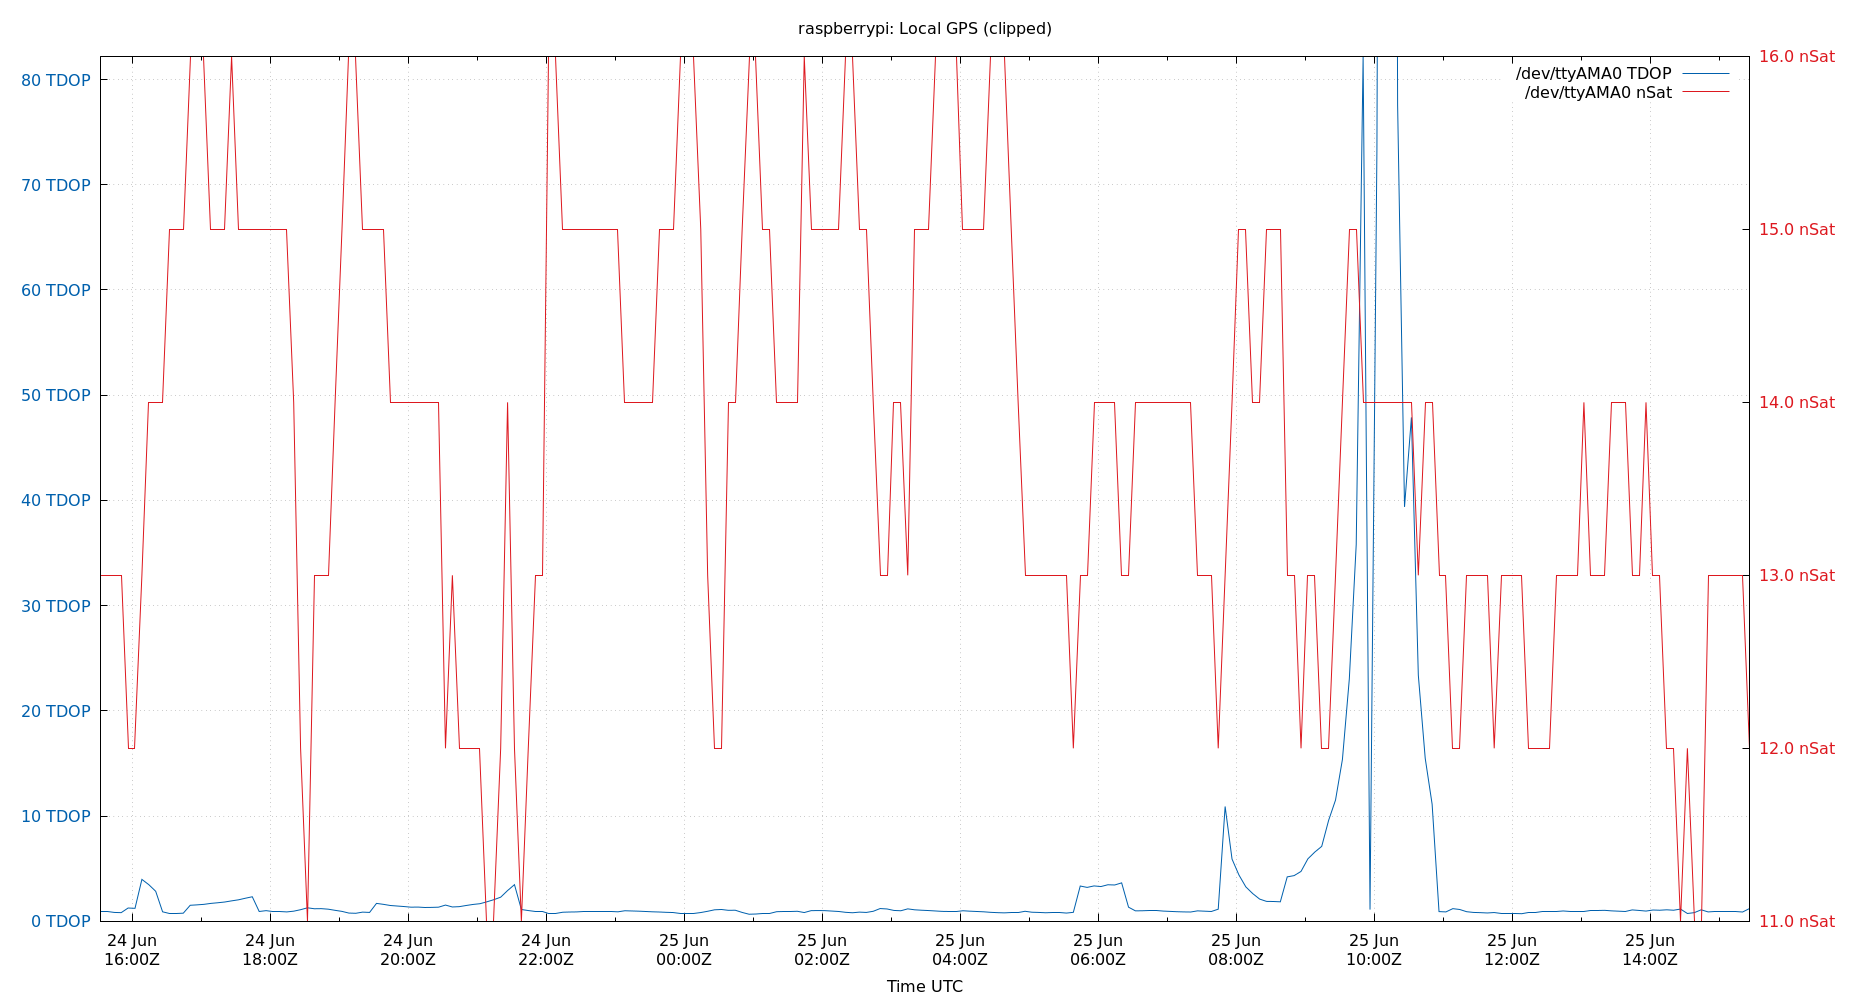 raspberrypi: Local GPS (clipped)
/dev/ttyAMA0 TDOP
/dev/ttyAMA0 nSat
80 TDOP
70 TDOP
60 TDOP
50 TDOP
40 TDOP
30 TDOP
20 TDOP
10 TDOP
0 TDOP
16.0 nSat
15.0 nSat
14.0 nSat
13.0 nSat
12.0 nSat
11.0 nSat
24 Jun
16:00Z
24 Jun
18:00Z
24 Jun
20:00Z
24 Jun
22:00Z
25 Jun
00:00Z
25 Jun
02:00Z
25 Jun
04:00Z
25 Jun
06:00Z
25 Jun
08:00Z
25 Jun
10:00Z
25 Jun
12:00Z
25 Jun
14:00Z
Time UTC